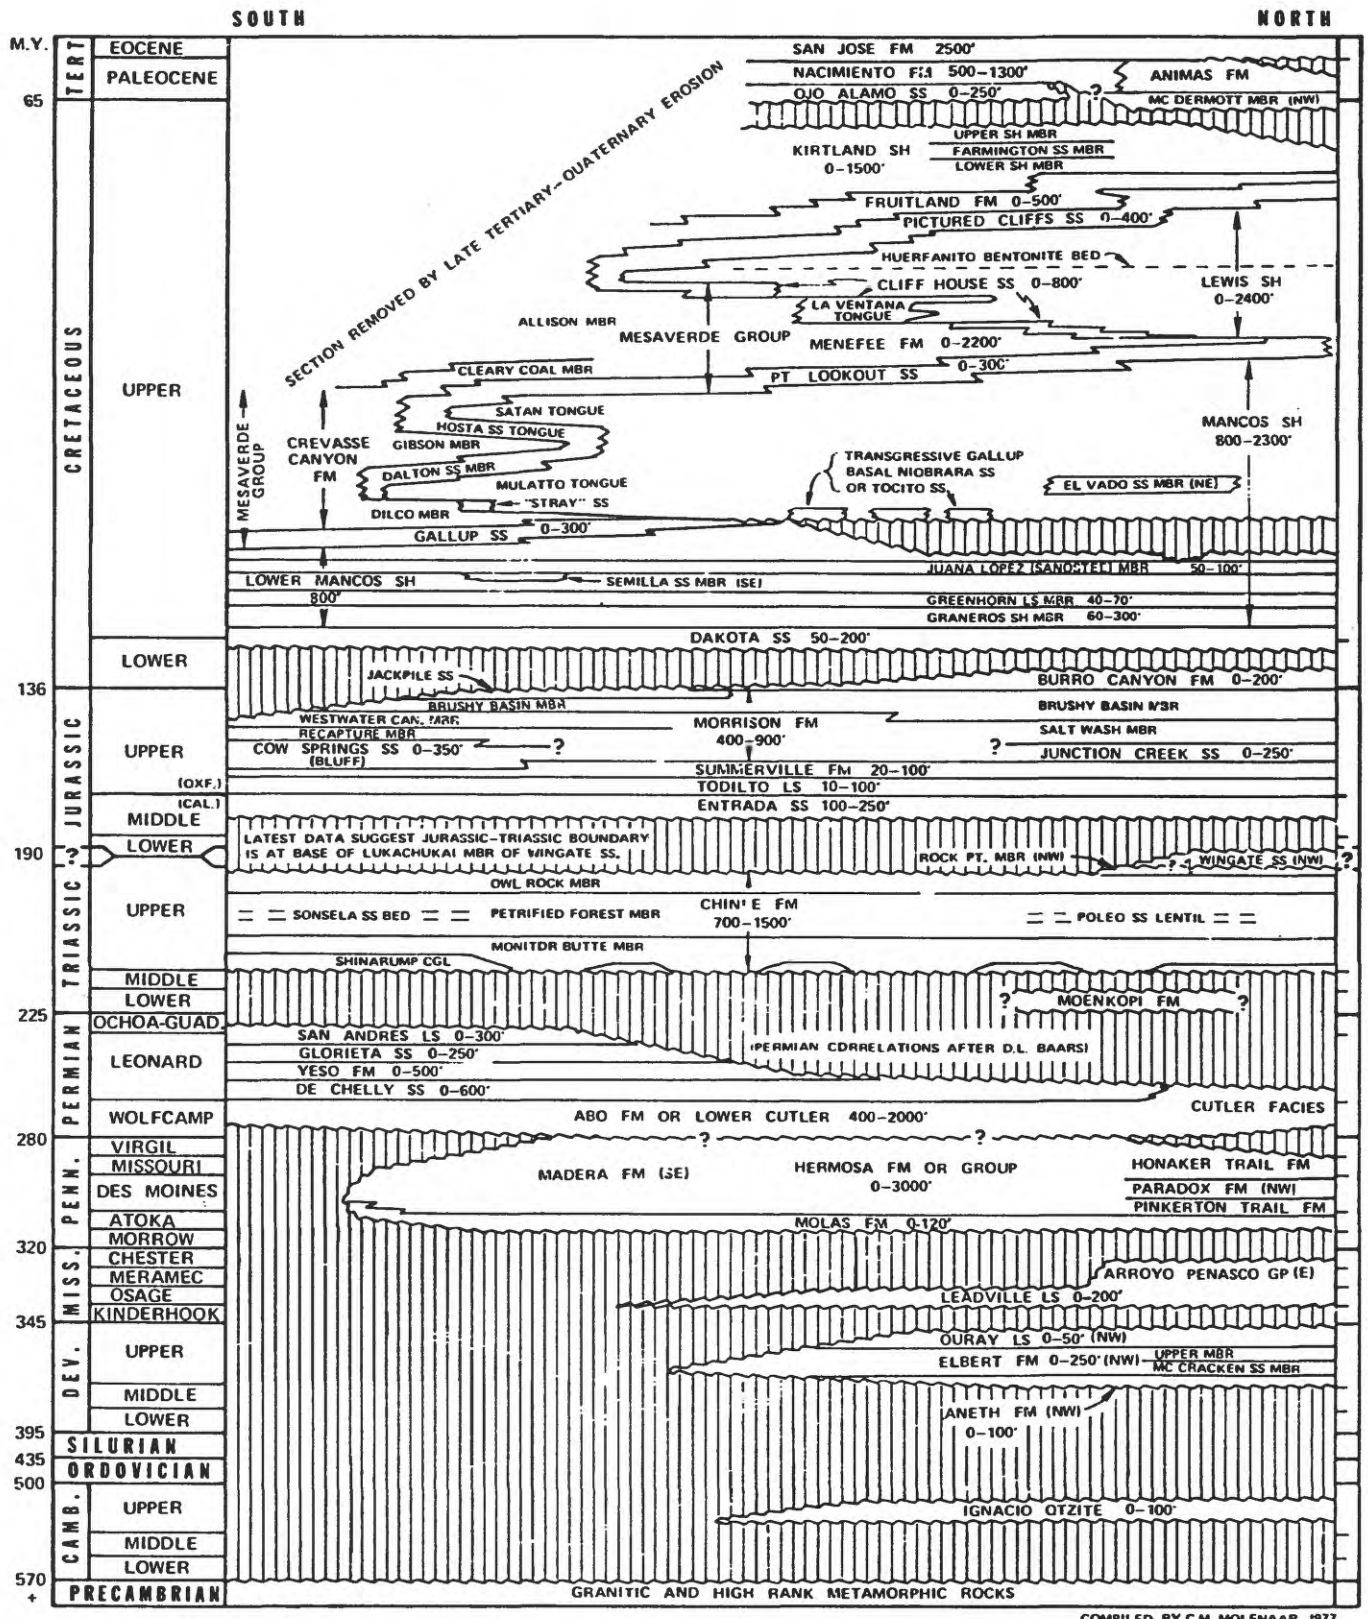 SOUTH
NORTH
M.Y.
TERT
EOCENE
PALEOCENE
65
SAN JOSE FM 2500'
NACIMIENTO FM 500-1300'
OJO ALAMO SS 0-250'
?
ANIMAS FM
MC DERMOTT MBR (NW)
SECTION REMOVED BY LATE TERTIARY-QUATERNARY EROSION
CRETACEOUS
UPPER
KIRTLAND SH
0-1500'
UPPER SH MBR
FARMINGTON SS MBR
LOWER SH MBR
FRUITLAND FM 0-500'
PICTURED CLIFFS SS 0-400'
HUERFANITO BENTONITE BED
CLIFF HOUSE SS 0-800'
LEWIS SH
0-2400'
LA VENTANA
TONGUE
ALLISON MBR
MESAVERDE GROUP
MENEFEE FM 0-2200'
CLEARY COAL MBR
PT LOOKOUT SS
0-300'
MESAVERDE
GROUP
CREVASSE
CANYON
FM
SATAN TONGUE
HOSTA SS TONGUE
GIBSON MBR
DALTON SS MBR
MULATTO TONGUE
"STRAY" SS
DILCO MBR
GALLUP SS 0-300'
MANCOS SH
800-2300'
TRANSGRESSIVE GALLUP
BASAL NIOBRARA SS
OR TOCITO SS
EL VADO SS MBR (NE)
JUANA LOPEZ (SANOSTEE) MBR 50-100'
LOWER MANCOS SH
800'
SEMILLA SS MBR (SE)
GREENHORN LS MBR 40-70'
GRANEROS SH MBR 60-300'
DAKOTA SS 50-200'
LOWER
136
JACKPILE SS
BURRO CANYON FM 0-200'
JURASSIC
UPPER
BRUSHY BASIN MBR
BRUSHY BASIN MBR
WESTWATER CAN. MBR
MORRISON FM
400-900'
SALT WASH MBR
RECAPTURE MBR
COW SPRINGS SS 0-350'
(BLUFF)
?
?
JUNCTION CREEK SS 0-250'
SUMMERVILLE FM 20-100'
(OXF.)
TODILTO LS 10-100'
(CAL.)
ENTRADA SS 100-250'
MIDDLE
LOWER
190
?
LATEST DATA SUGGEST JURASSIC-TRIASSIC BOUNDARY
IS AT BASE OF LUKACHUKAI MBR OF WINGATE SS.
ROCK PT. MBR (NW)
WINGATE SS (NW)
?
?
?
TRIASSIC
UPPER
OWL ROCK MBR
SONSELA SS BED
PETRIFIED FOREST MBR
CHINLE FM
700-1500'
POLEO SS LENTIL
MONITOR BUTTE MBR
SHINARUMP CGL
MIDDLE
LOWER
?
MOENKOPI FM
?
225
PERMIAN
OCHOA-GUAD.
LEONARD
SAN ANDRES LS 0-300'
GLORIETA SS 0-250'
YESO FM 0-500'
DE CHELLY SS 0-600'
(PERMIAN CORRELATIONS AFTER D.L. BAARS)
WOLFCAMP
ABO FM OR LOWER CUTLER 400-2000'
CUTLER FACIES
280
?
?
PENN.
VIRGIL
MISSOURI
DES MOINES
ATOKA
MORROW
MADERA FM (SE)
HERMOSA FM OR GROUP
0-3000'
HONAKER TRAIL FM
PARADOX FM (NW)
PINKERTON TRAIL FM
MOLAS FM 0-120'
320
MISS.
CHESTER
MERAMEC
OSAGE
KINDERHOOK
ARROYO PENASCO GP (E)
LEADVILLE LS 0-200'
345
DEV.
UPPER
OURAY LS 0-50' (NW)
ELBERT FM 0-250' (NW)
UPPER MBR
MC CRACKEN SS MBR
MIDDLE
LOWER
ANETH FM (NW)
0-100'
395
SILURIAN
435
ORDOVICIAN
500
CAMB.
UPPER
IGNACIO QTZITE 0-100'
MIDDLE
LOWER
570
+
PRECAMBRIAN
GRANITIC AND HIGH RANK METAMORPHIC ROCKS
COMPILED BY C.M. MOLENAAR, 1977